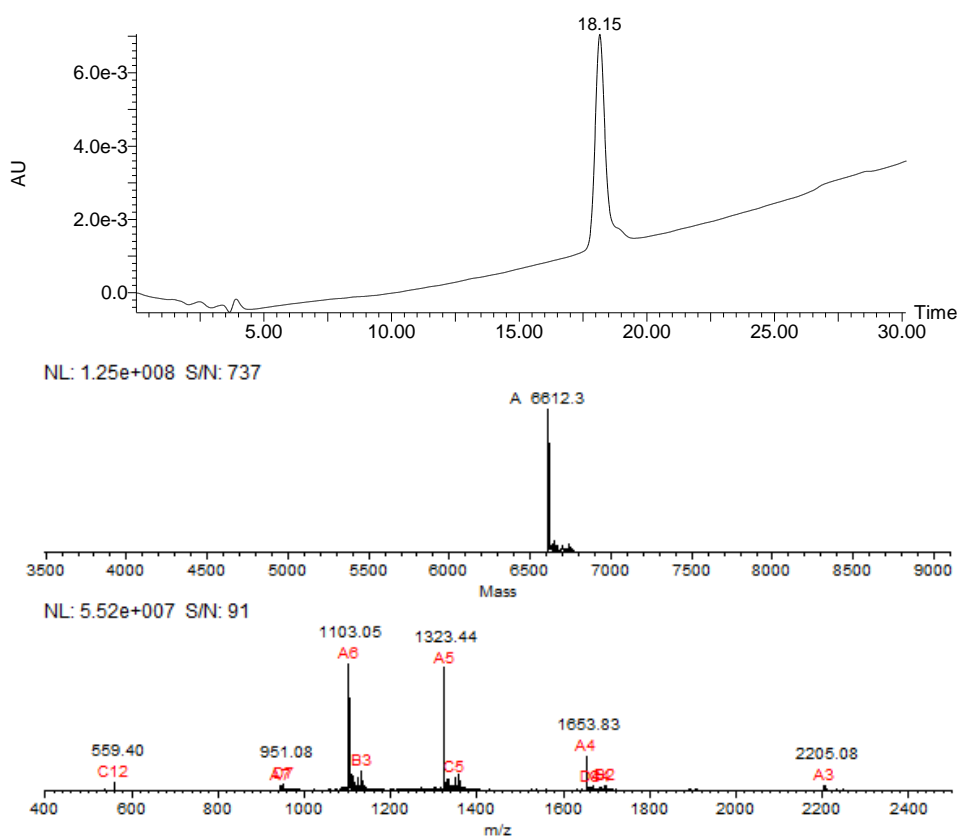 18.15
6.0e-3
4.0e-3
AU
2.0e-3
0.0
Time
5.00 10.00 15.00 20.00 25.00 30.00
NL: 1.25e+008 S/N: 737
A 6612.3
3500 4000 4500 5000 5500 6000 6500 7000 7500 8000 8500 9000
Mass
NL: 5.52e+007 S/N: 91
1103.05 1323.44
A6 A5
1653.83
559.40 951.08 B3 A4 2205.08
C12 C5 B2 A3
400 600 800 1000 1200 1400 1600 1800 2000 2200 2400
m/z